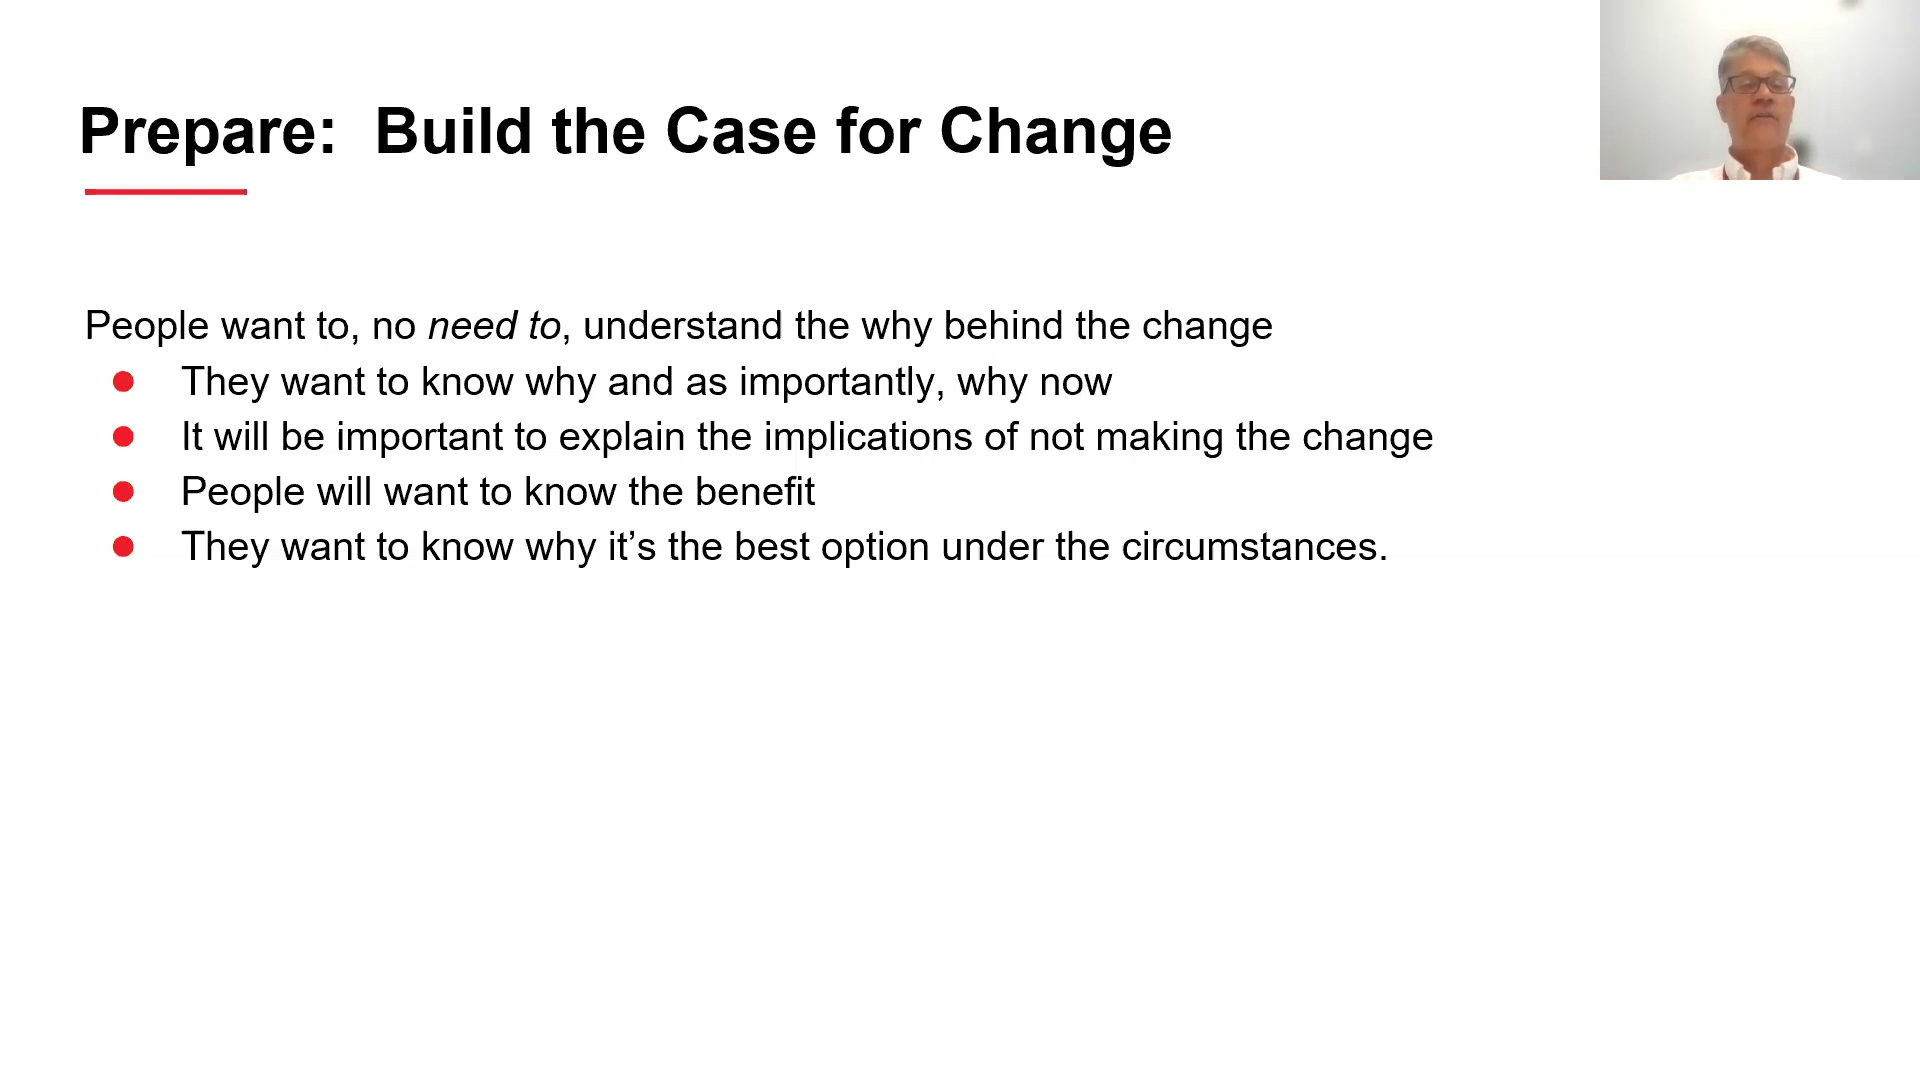 Prepare:  Build the Case for Change
People want to, no need to, understand the why behind the change
● They want to know why and as importantly, why now
● It will be important to explain the implications of not making the change
● People will want to know the benefit
● They want to know why it’s the best option under the circumstances.